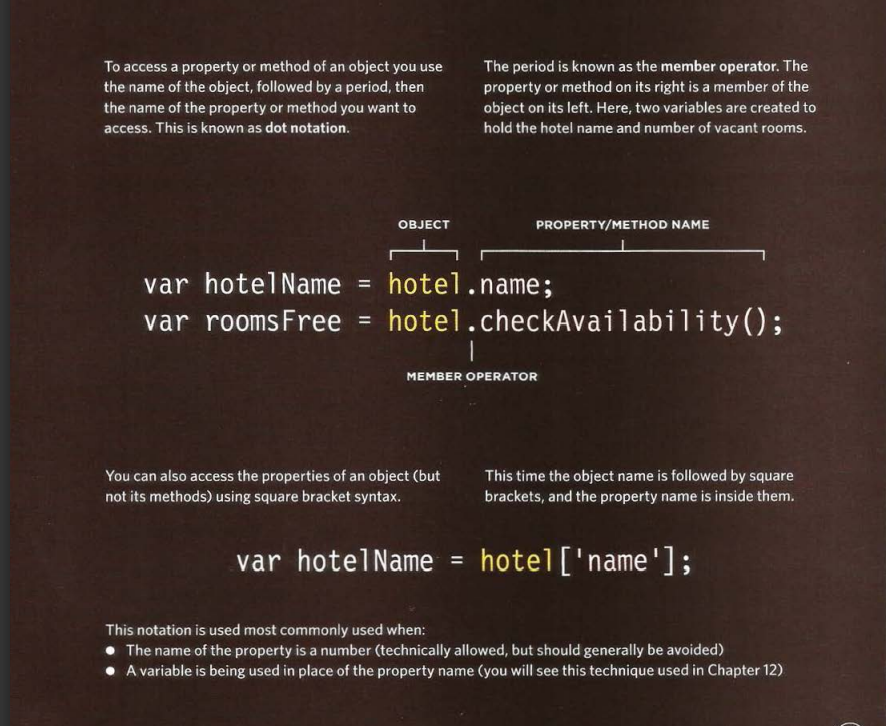 To access a property or method of an object you use
the name of the object, followed by a period, then
the name of the property or method you want to
access. This is known as dot notation.
The period is known as the member operator. The
property or method on its right is a member of the
object on its left. Here, two variables are created to
hold the hotel name and number of vacant rooms.
OBJECT
PROPERTY/METHOD NAME
var hotelName = hotel.name;
var roomsFree = hotel.checkAvailability();
MEMBER OPERATOR
You can also access the properties of an object (but
not its methods) using square bracket syntax.
This time the object name is followed by square
brackets, and the property name is inside them.
var hotelName = hotel['name'];
This notation is used most commonly used when:
● The name of the property is a number (technically allowed, but should generally be avoided)
● A variable is being used in place of the property name (you will see this technique used in Chapter 12)